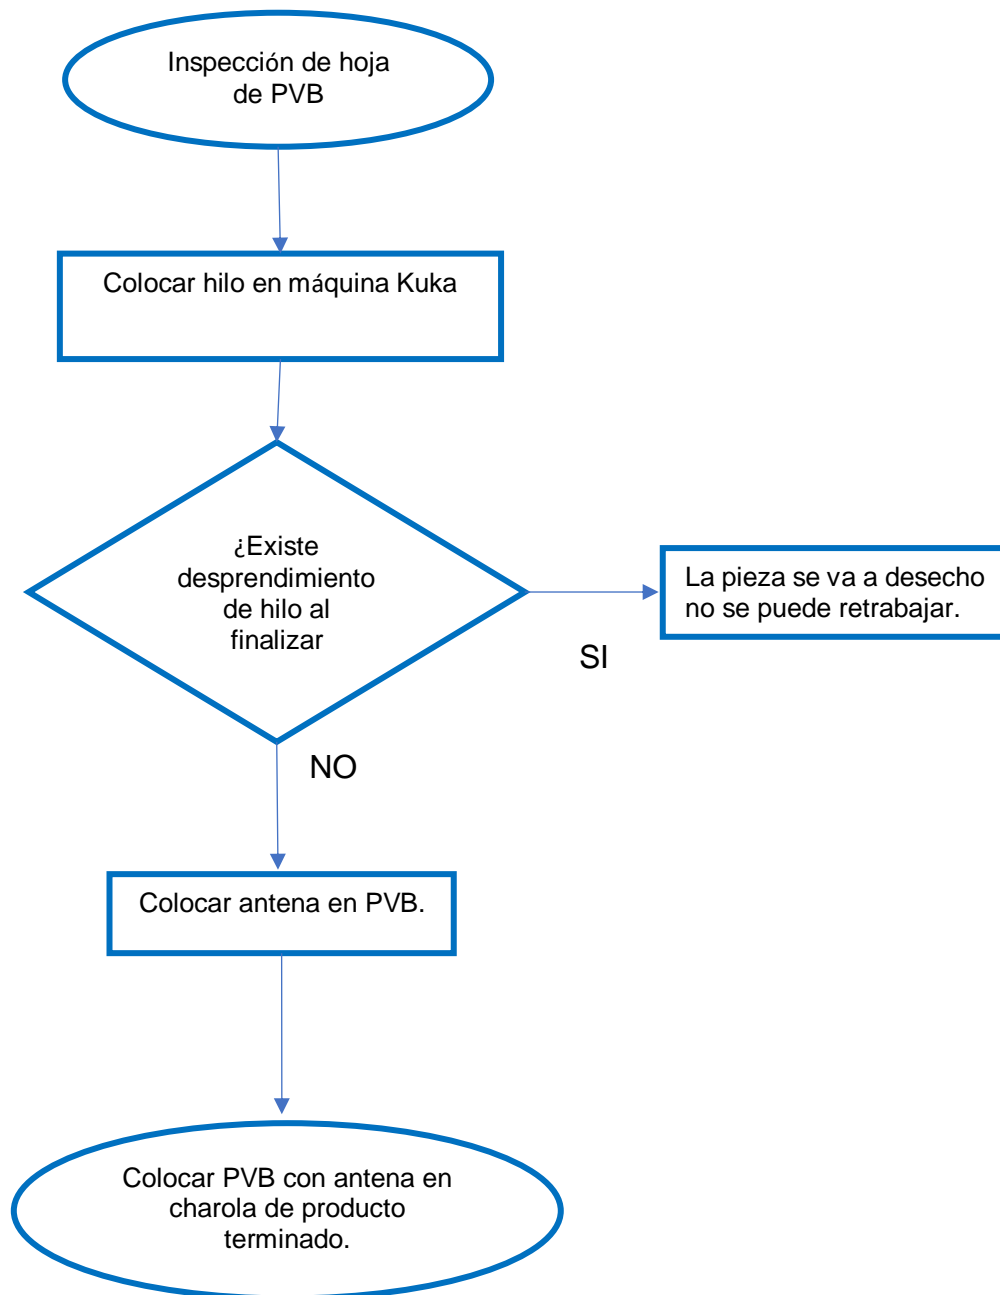 Inspección de hoja
de PVB
Colocar hilo en máquina Kuka
¿Existe
desprendimiento
de hilo al
finalizar
La pieza se va a desecho
no se puede retrabajar.
SI
NO
Colocar antena en PVB.
Colocar PVB con antena en
charola de producto
terminado.